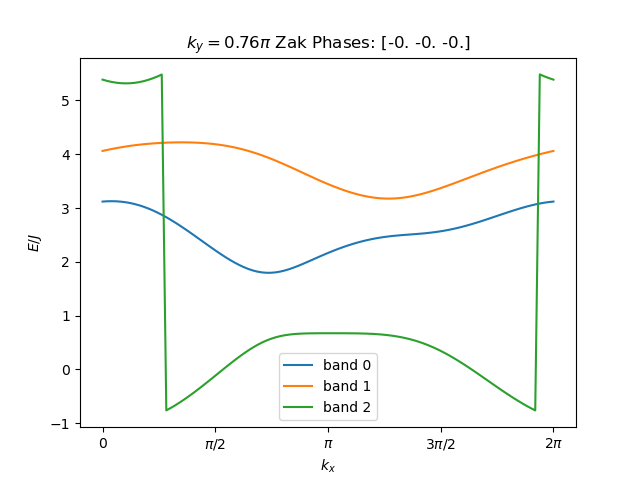 k_y = 0.76π Zak Phases: [-0. -0. -0.]
E/J
5
4
3
2
1
0
−1
band 0
band 1
band 2
0 π/2 π 3π/2 2π
k_x